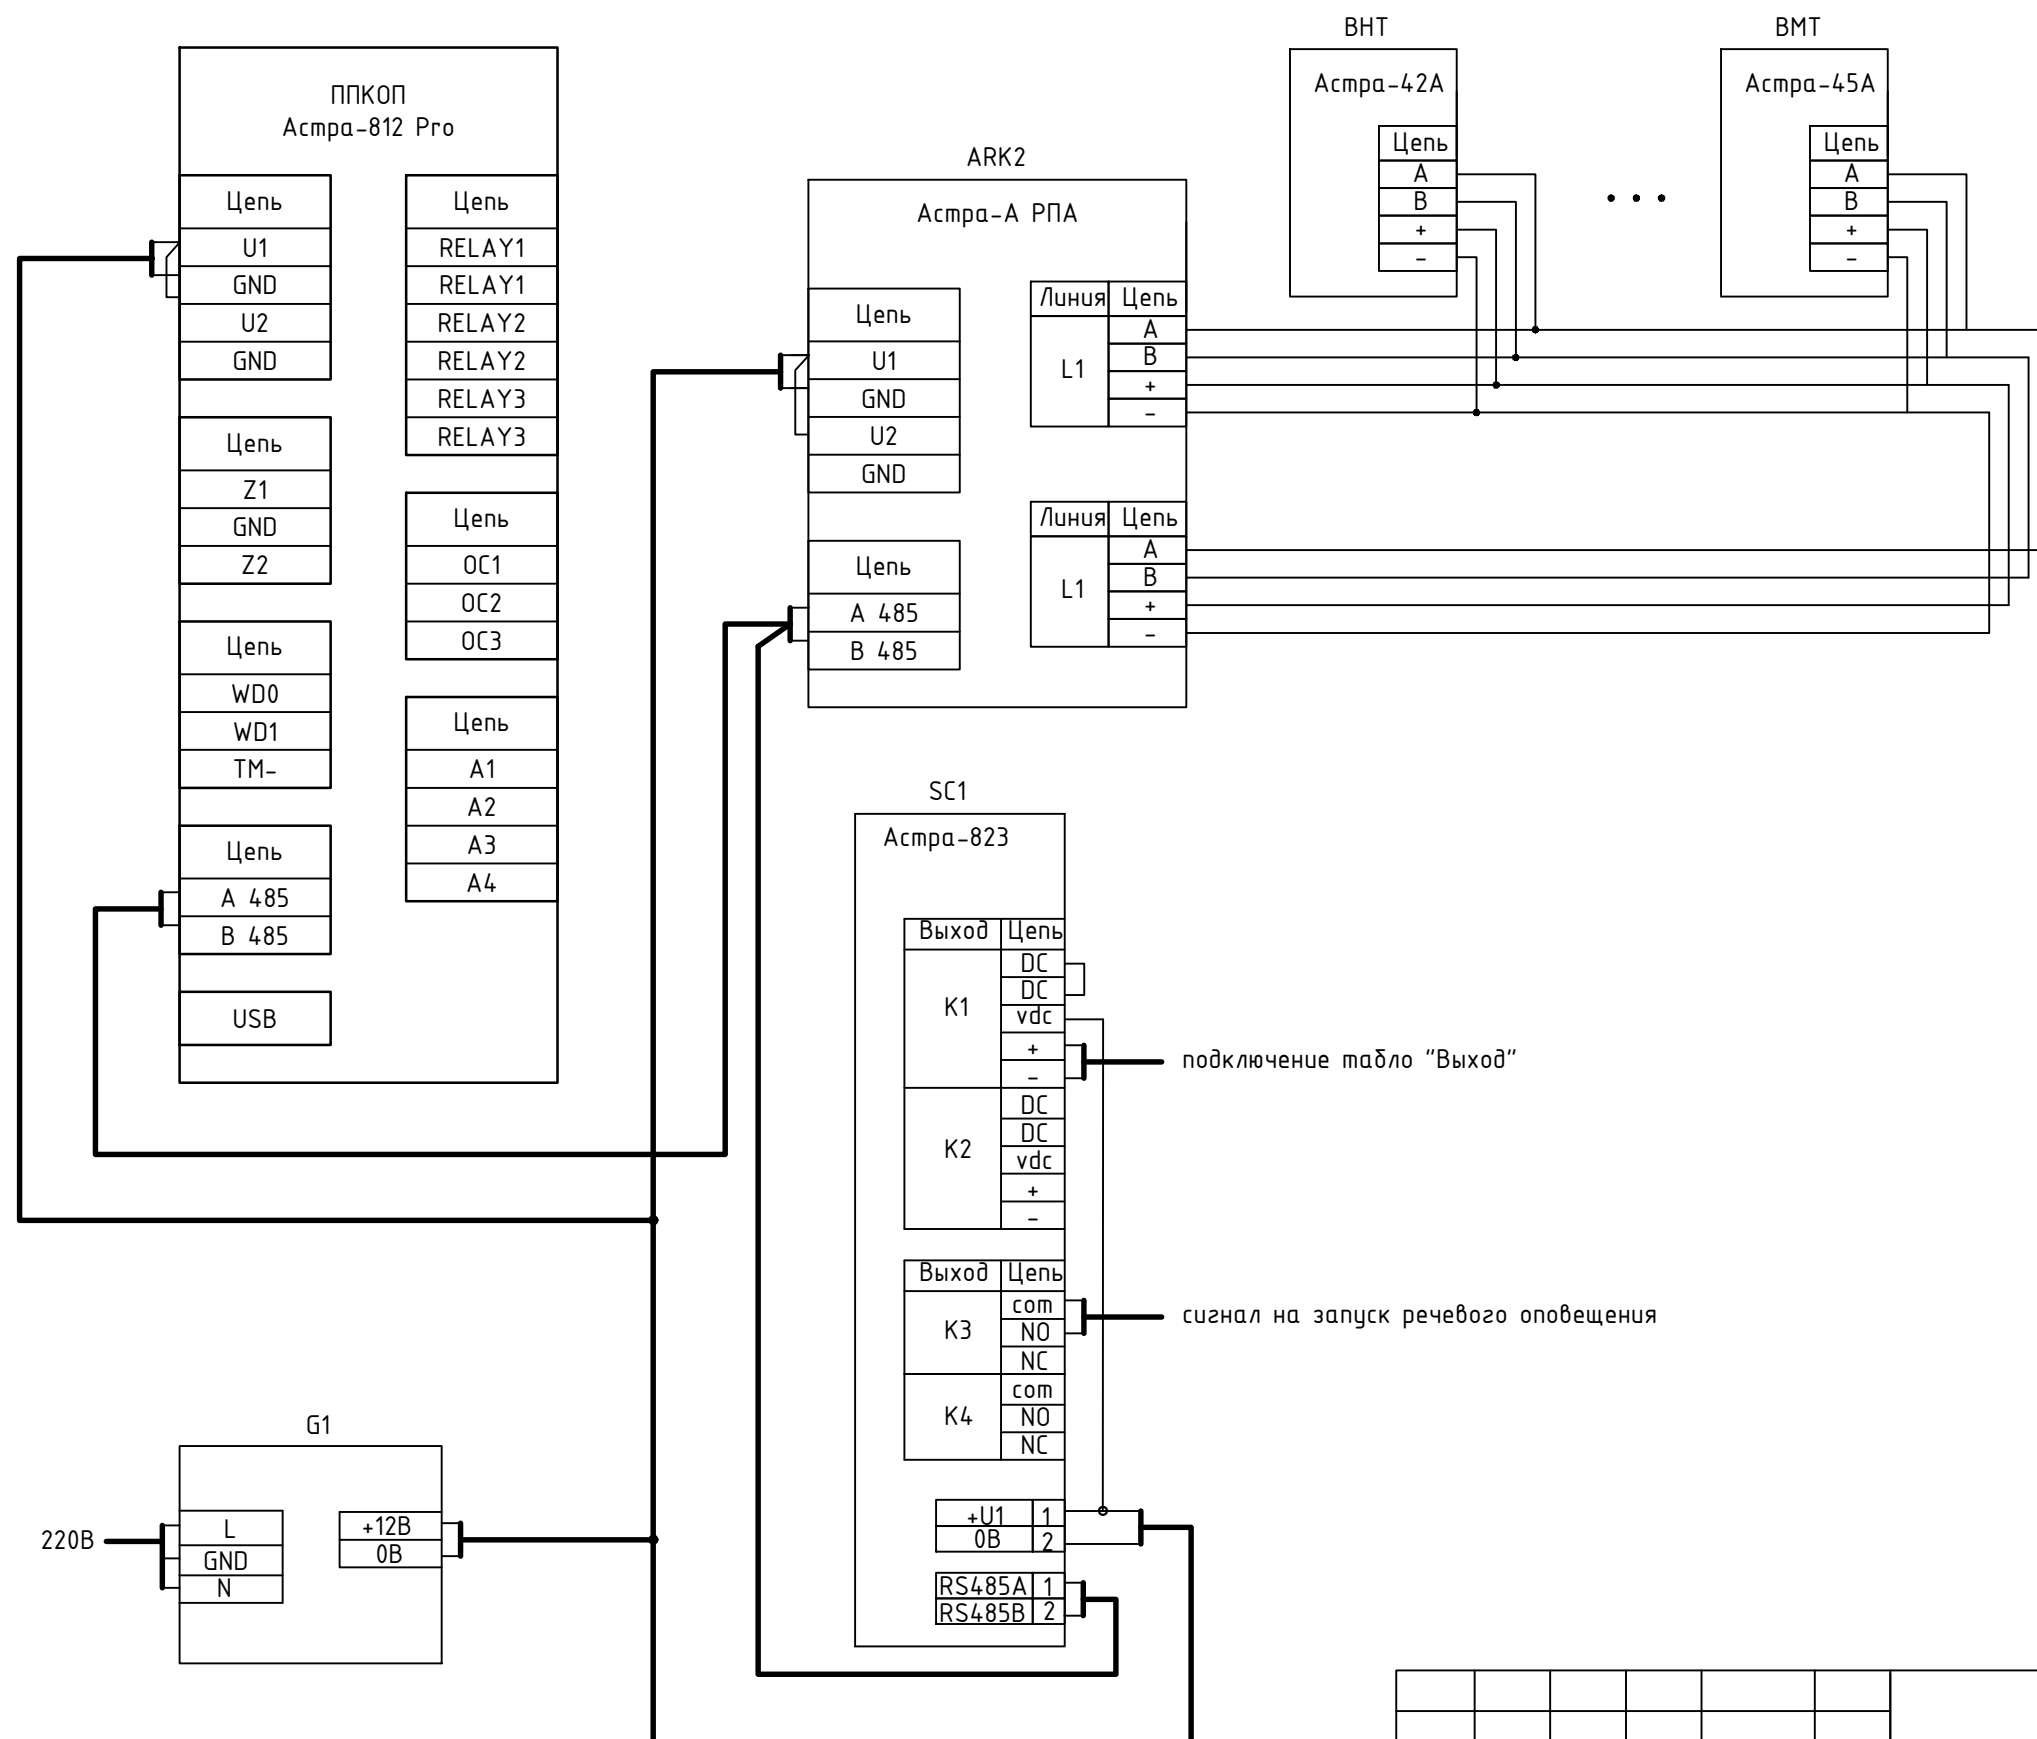 ППКОП
Астра-812 Pro
Цепь
U1
GND
U2
GND
Цепь
Z1
GND
Z2
Цепь
WD0
WD1
TM-
Цепь
A 485
B 485
USB
Цепь
RELAY1
RELAY1
RELAY2
RELAY2
RELAY3
RELAY3
Цепь
OC1
OC2
OC3
Цепь
A1
A2
A3
A4
ARK2
Астра-А РПА
Цепь
U1
GND
U2
GND
Цепь
A 485
B 485
Линия Цепь
L1
A
B
+
-
Линия Цепь
L1
A
B
+
-
ВНТ
Астра-42А
Цепь
A
B
+
-
• • •
ВМТ
Астра-45А
Цепь
A
B
+
-
SC1
Астра-823
Выход Цепь
K1
DC
DC
vdc
+
-
подключение табло "Выход"
K2
DC
DC
vdc
+
-
Выход Цепь
K3
com
NO
NC
сигнал на запуск речевого оповещения
K4
com
NO
NC
+U1 1
0В 2
RS485A 1
RS485B 2
G1
220В
L
GND
N
+12В
0В